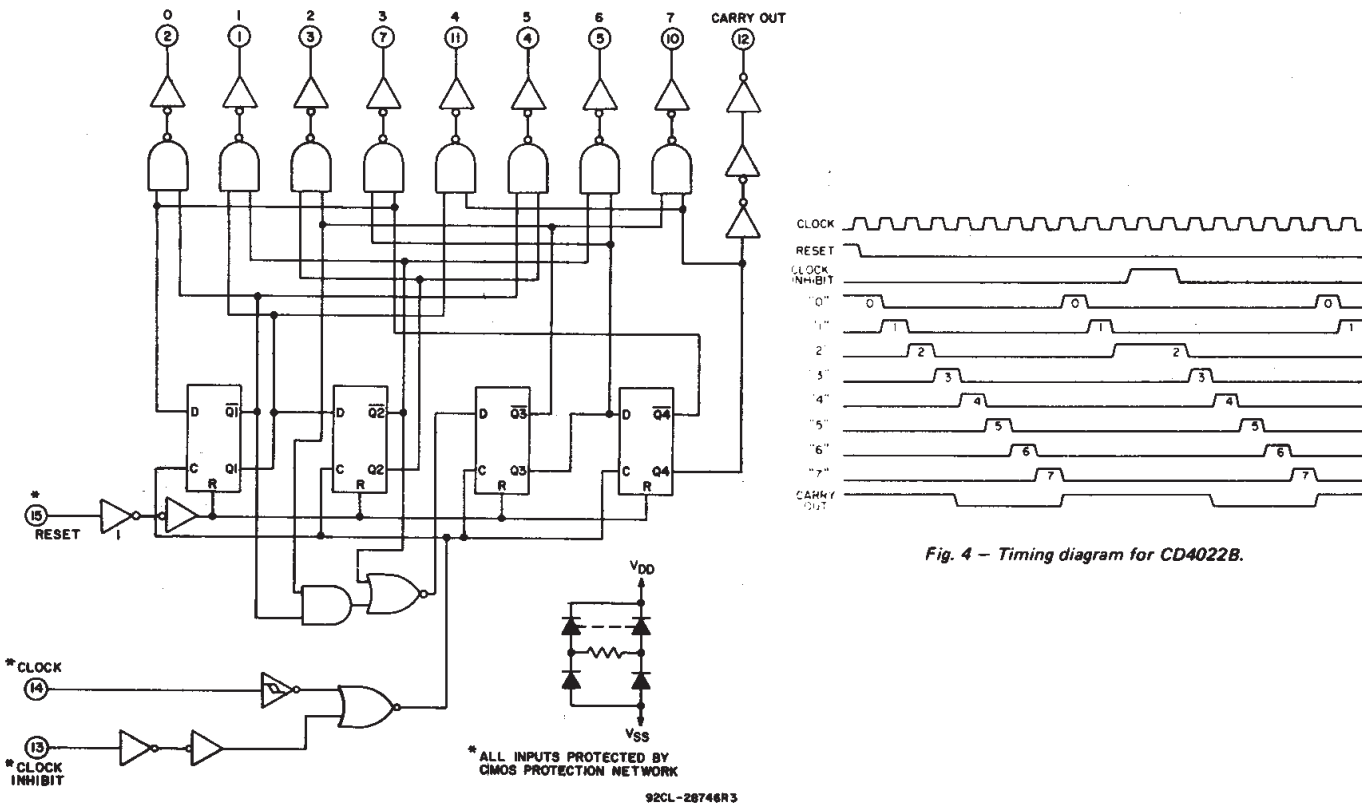 0 1 2 3 4 5 6 7 CARRY OUT
2 1 3 7 11 4 5 10 12
D Q1 D Q2 D Q3 D Q4
C Q1 C Q2 C Q3 C Q4
R R R R
*
15
RESET
1
*CLOCK
14
13
*CLOCK
INHIBIT
VDD
VSS
* ALL INPUTS PROTECTED BY
CMOS PROTECTION NETWORK
92CL-28746R3
CLOCK
RESET
CLOCK
INHIBIT
"0" 0 0 0
"1" 1 1 1
2 2 2
"3" 3 3
"4" 4 4
"5" 5 5
"6" 6 6
"7" 7 7
CARRY
OUT
Fig. 4 — Timing diagram for CD4022B.